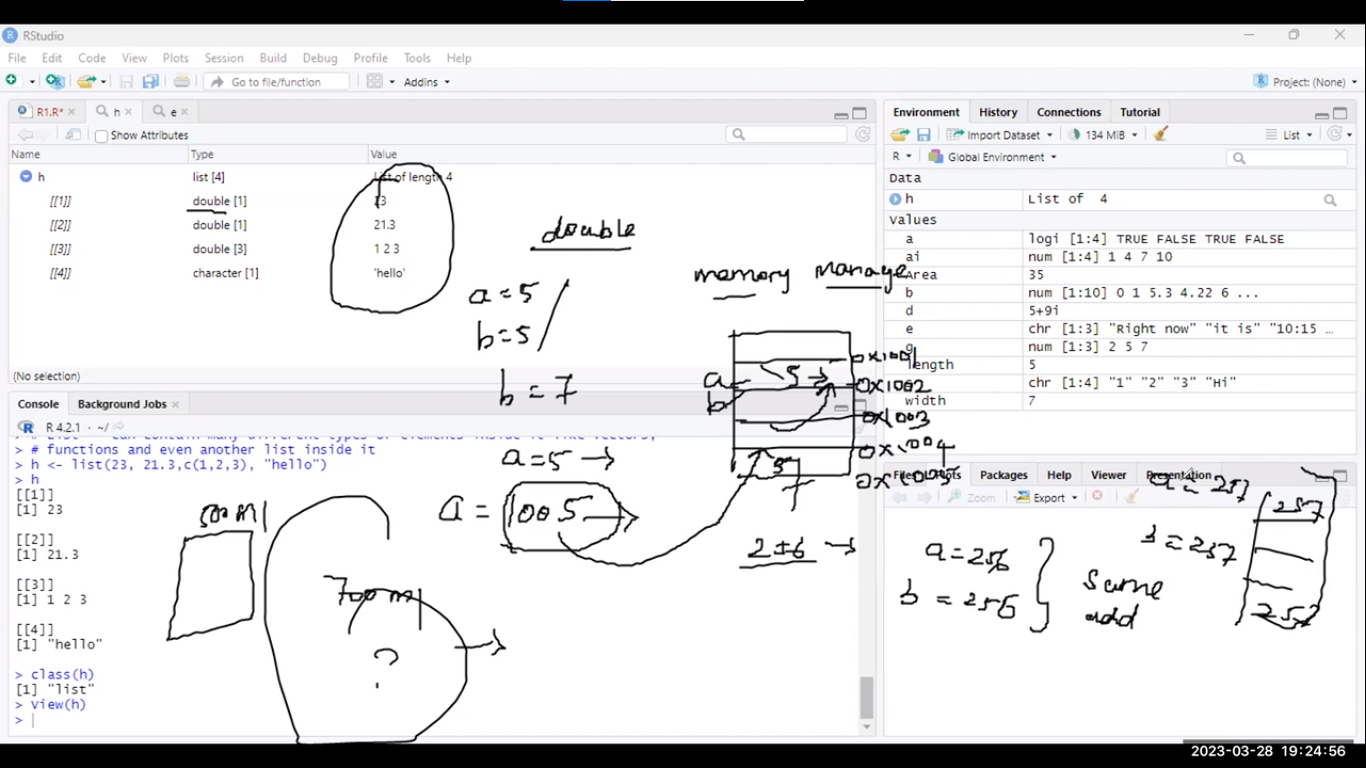 RStudio
File Edit Code View Plots Session Build Debug Profile Tools Help
Go to file/function Addins Project: (None)
R1.R* h e
Show Attributes
Name Type Value
h list [4] List of length 4
[[1]] double [1] 23
[[2]] double [1] 21.3
[[3]] double [3] 1 2 3
[[4]] character [1] 'hello'
(No selection)
double
a=5
b=5
b = 7
memory manage
a
b
5
5
7
0x1001
0x1002
0x1003
0x1004
0x1005
Console Background Jobs
R 4.2.1 · ~/
> # functions and even another list inside it
> h <- list(23, 21.3,c(1,2,3), "hello")
> h
[[1]]
[1] 23
[[2]]
[1] 21.3
[[3]]
[1] 1 2 3
[[4]]
[1] "hello"
> class(h)
[1] "list"
> View(h)
>
a=5
a = 1005
500ml
700ml
?
Environment History Connections Tutorial
Import Dataset 134 MiB List
R Global Environment
Data
h List of 4
Values
a logi [1:4] TRUE FALSE TRUE FALSE
ai num [1:4] 1 4 7 10
Area 35
b num [1:10] 0 1 5.3 4.22 6 ...
d 5+9i
e chr [1:3] "Right now" "it is" "10:15 ...
g num [1:3] 2 5 7
length 5
chr [1:4] "1" "2" "3" "Hi"
width 7
Files Plots Packages Help Viewer Presentation
Zoom Export
a = 257
b = 257
257
257
a=256
b = 256
same
add
2023-03-28 19:24:56